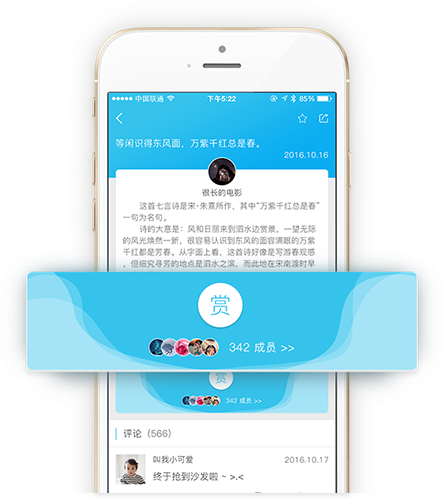 中国联通 下午5:22 85%
等闲识得东风面，万紫千红总是春。
2016.10.16
很长的电影
这首七言诗是宋·朱熹所作，其中“万紫千红总是春”
一句为名句。
诗的大意是：风和日丽来到泗水边赏景，一望无际
的风光焕然一新，很容易认识到东风的面容满眼的万紫
千红都是芳春。从字面上看，这首诗好像是写游春观感
，但细究寻芳的地点是泗水之滨，而此地在宋南渡时早
赏
342 成员 >>
赏
342 成员 >>
评论 (566)
叫我小可爱 2016.10.17
终于抢到沙发啦 ~ >.<